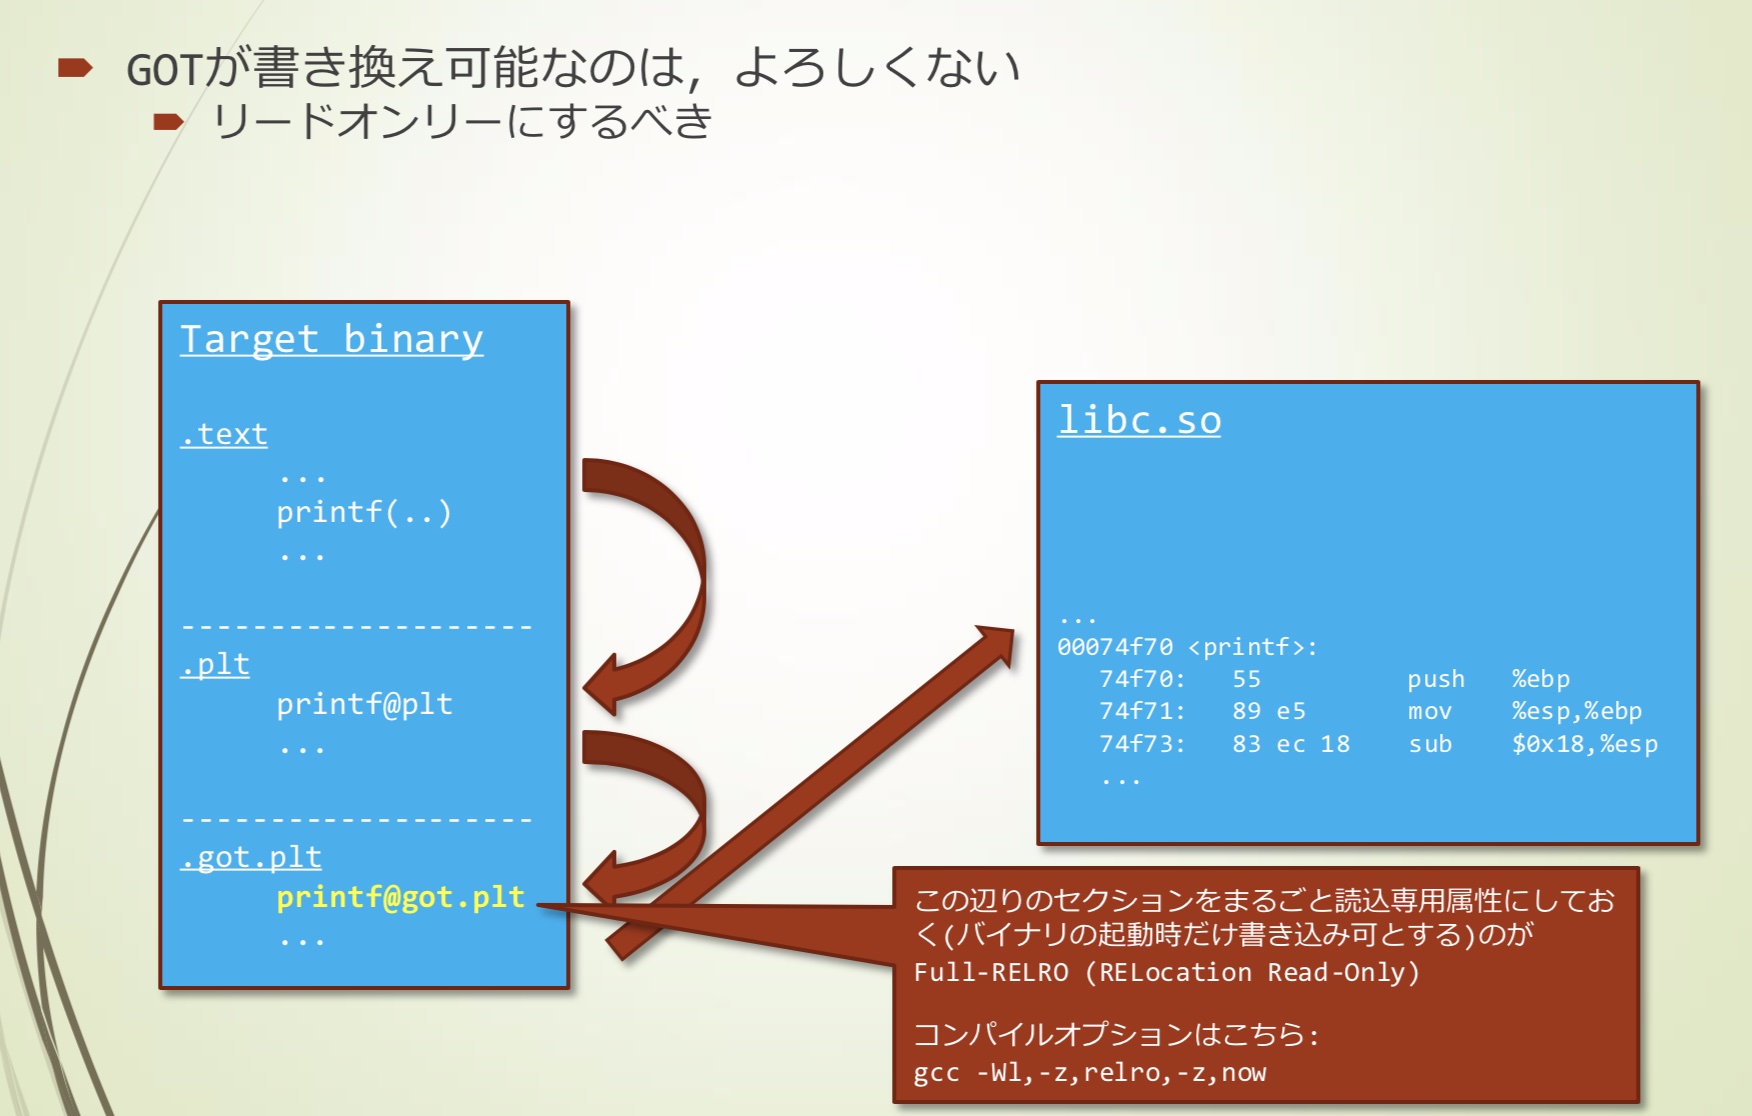 GOTが書き換え可能なのは，よろしくない
リードオンリーにするべき
Target binary
.text
...
printf(..)
...
--------------------
.plt
printf@plt
...
--------------------
.got.plt
printf@got.plt
...
libc.so
...
00074f70 <printf>:
74f70: 55 push %ebp
74f71: 89 e5 mov %esp,%ebp
74f73: 83 ec 18 sub $0x18,%esp
...
この辺りのセクションをまるごと読込専用属性にしてお
く(バイナリの起動時だけ書き込み可とする)のが
Full-RELRO (RELocation Read-Only)
コンパイルオプションはこちら:
gcc -Wl,-z,relro,-z,now